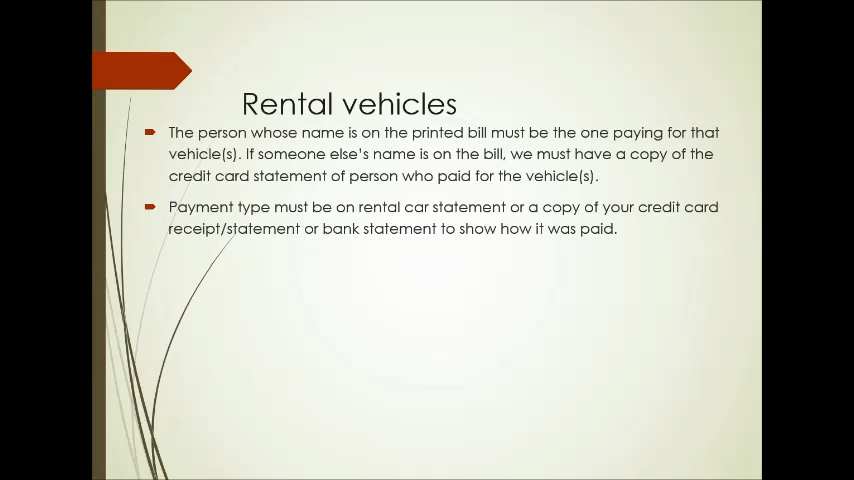 Rental vehicles
The person whose name is on the printed bill must be the one paying for that
vehicle(s). If someone else's name is on the bill, we must have a copy of the
credit card statement of person who paid for the vehicle(s).
Payment type must be on rental car statement or a copy of your credit card
receipt/statement or bank statement to show how it was paid.